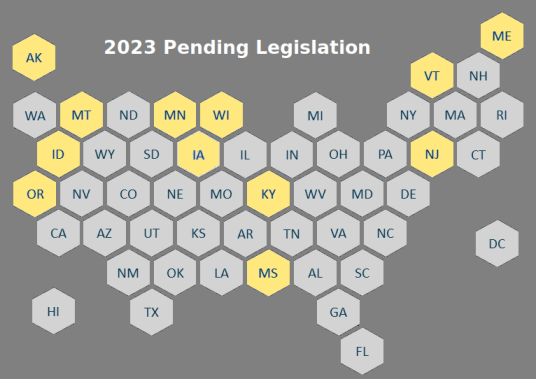 ME
2023 Pending Legislation
AK
VT NH
WA MT ND MN WI MI NY MA RI
ID WY SD IA IL IN OH PA NJ CT
OR NV CO NE MO KY WV MD DE
CA AZ UT KS AR TN VA NC
DC
NM OK LA MS AL SC
HI TX GA
FL